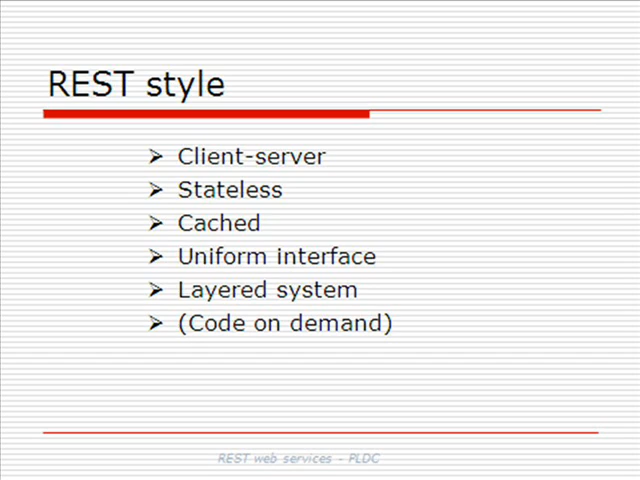 REST style
➢ Client-server
➢ Stateless
➢ Cached
➢ Uniform interface
➢ Layered system
➢ (Code on demand)
REST web services - PLDC